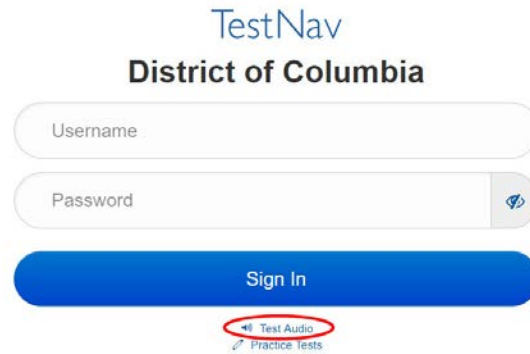 TestNav
District of Columbia
Username
Password
Sign In
Test Audio
Practice Tests